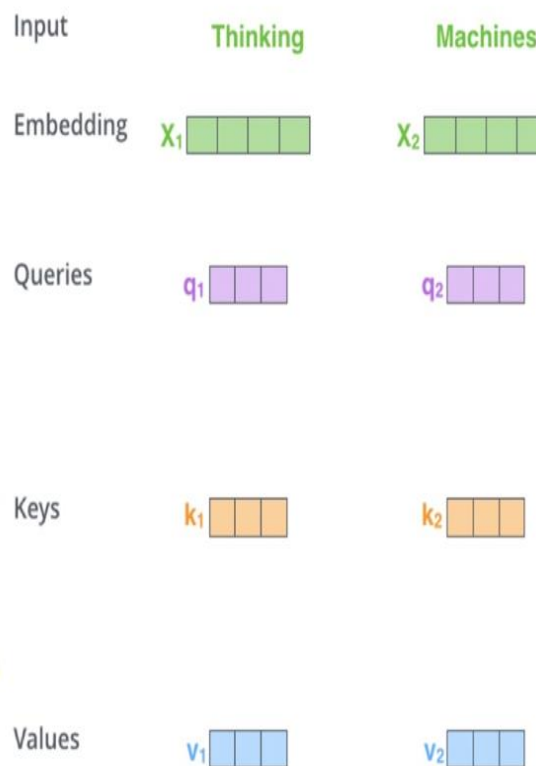 Input Thinking Machines
Embedding X₁ X₂
Queries q₁ q₂
Keys k₁ k₂
Values v₁ v₂